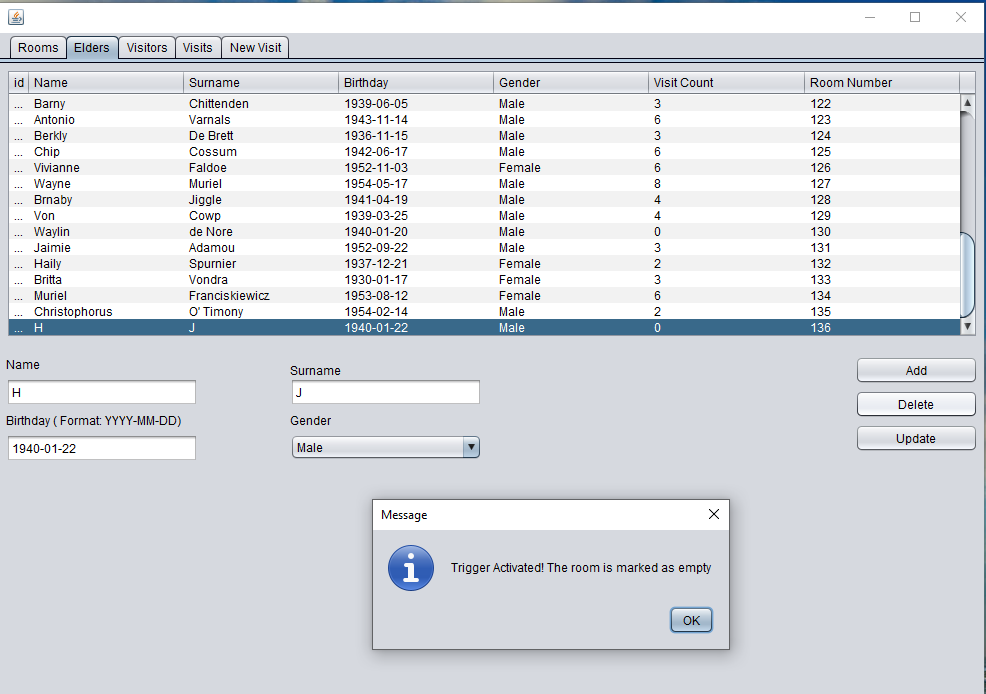 Rooms Elders Visitors Visits New Visit
id Name Surname Birthday Gender Visit Count Room Number
... Barny Chittenden 1939-06-05 Male 3 122
... Antonio Varnals 1943-11-14 Male 6 123
... Berkly De Brett 1936-11-15 Male 3 124
... Chip Cossum 1942-06-17 Male 6 125
... Vivianne Faldoe 1952-11-03 Female 6 126
... Wayne Muriel 1954-05-17 Male 8 127
... Brnaby Jiggle 1941-04-19 Male 4 128
... Von Cowp 1939-03-25 Male 4 129
... Waylin de Nore 1940-01-20 Male 0 130
... Jaimie Adamou 1952-09-22 Male 3 131
... Haily Spurnier 1937-12-21 Female 2 132
... Britta Vondra 1930-01-17 Female 3 133
... Muriel Franciskiewicz 1953-08-12 Female 6 134
... Christophorus O' Timony 1954-02-14 Male 2 135
... H J 1940-01-22 Male 0 136
Name Surname Add
H J Delete
Birthday ( Format: YYYY-MM-DD) Gender Update
1940-01-22 Male
Message
Trigger Activated! The room is marked as empty
OK